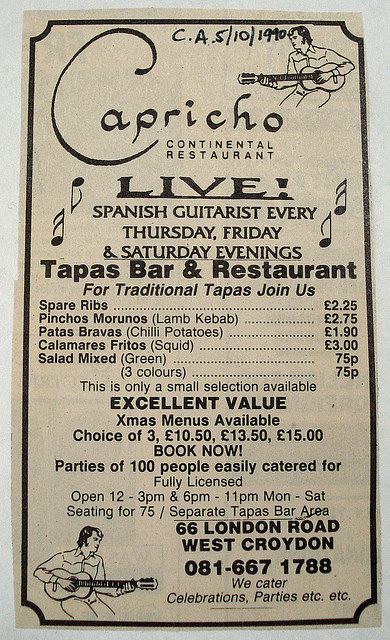 C.A. 5/10/1990
Capricho
CONTINENTAL
RESTAURANT
LIVE!
SPANISH GUITARIST EVERY
THURSDAY, FRIDAY
& SATURDAY EVENINGS
Tapas Bar & Restaurant
For Traditional Tapas Join Us
Spare Ribs ........ £2.25
Pinchos Morunos (Lamb Kebab) ........ £2.75
Patas Bravas (Chilli Potatoes) ........ £1.90
Calamares Fritos (Squid) ........ £3.00
Salad Mixed (Green) ........ 75p
(3 colours) ........ 75p
This is only a small selection available
EXCELLENT VALUE
Xmas Menus Available
Choice of 3, £10.50, £13.50, £15.00
BOOK NOW!
Parties of 100 people easily catered for
Fully Licensed
Open 12 - 3pm & 6pm - 11pm Mon - Sat
Seating for 75 / Separate Tapas Bar Area
66 LONDON ROAD
WEST CROYDON
081-667 1788
We cater
Celebrations, Parties etc. etc.